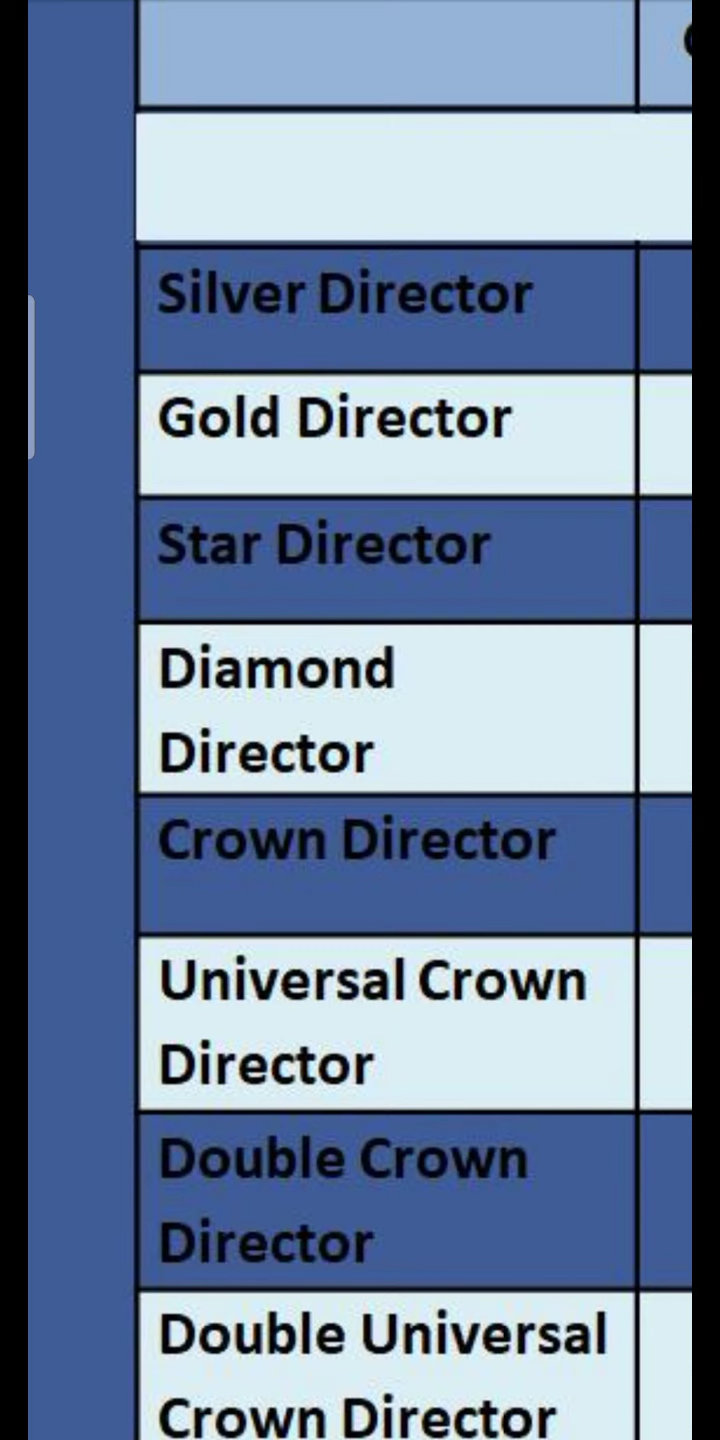 Silver Director
Gold Director
Star Director
Diamond
Director
Crown Director
Universal Crown
Director
Double Crown
Director
Double Universal
Crown Director